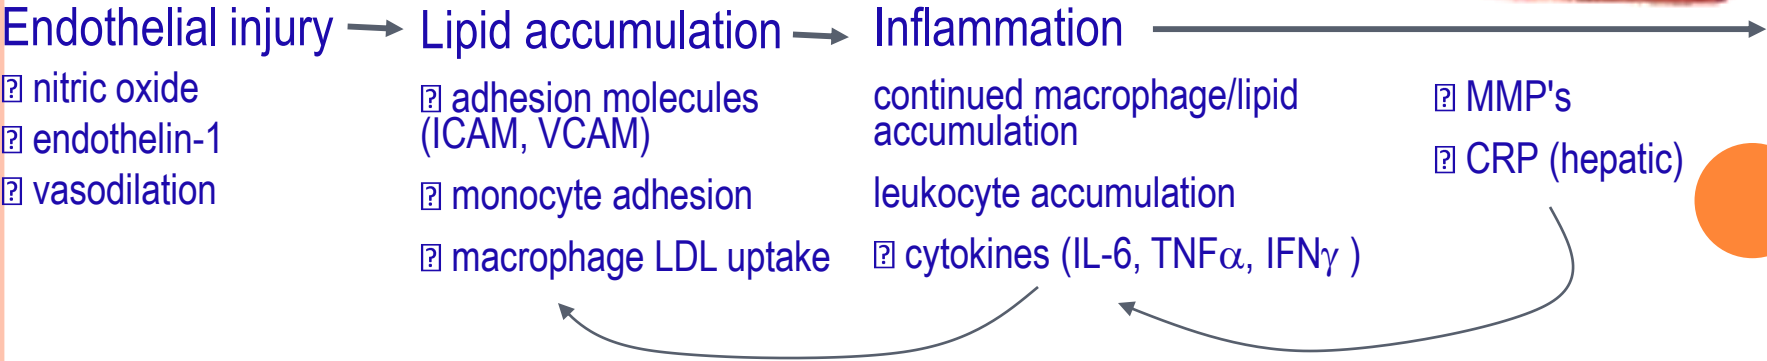 Endothelial injury
⍰ nitric oxide
⍰ endothelin-1
⍰ vasodilation
Lipid accumulation
⍰ adhesion molecules
(ICAM, VCAM)
⍰ monocyte adhesion
⍰ macrophage LDL uptake
Inflammation
continued macrophage/lipid
accumulation
leukocyte accumulation
⍰ cytokines (IL-6, TNFα, IFNγ )
⍰ MMP's
⍰ CRP (hepatic)